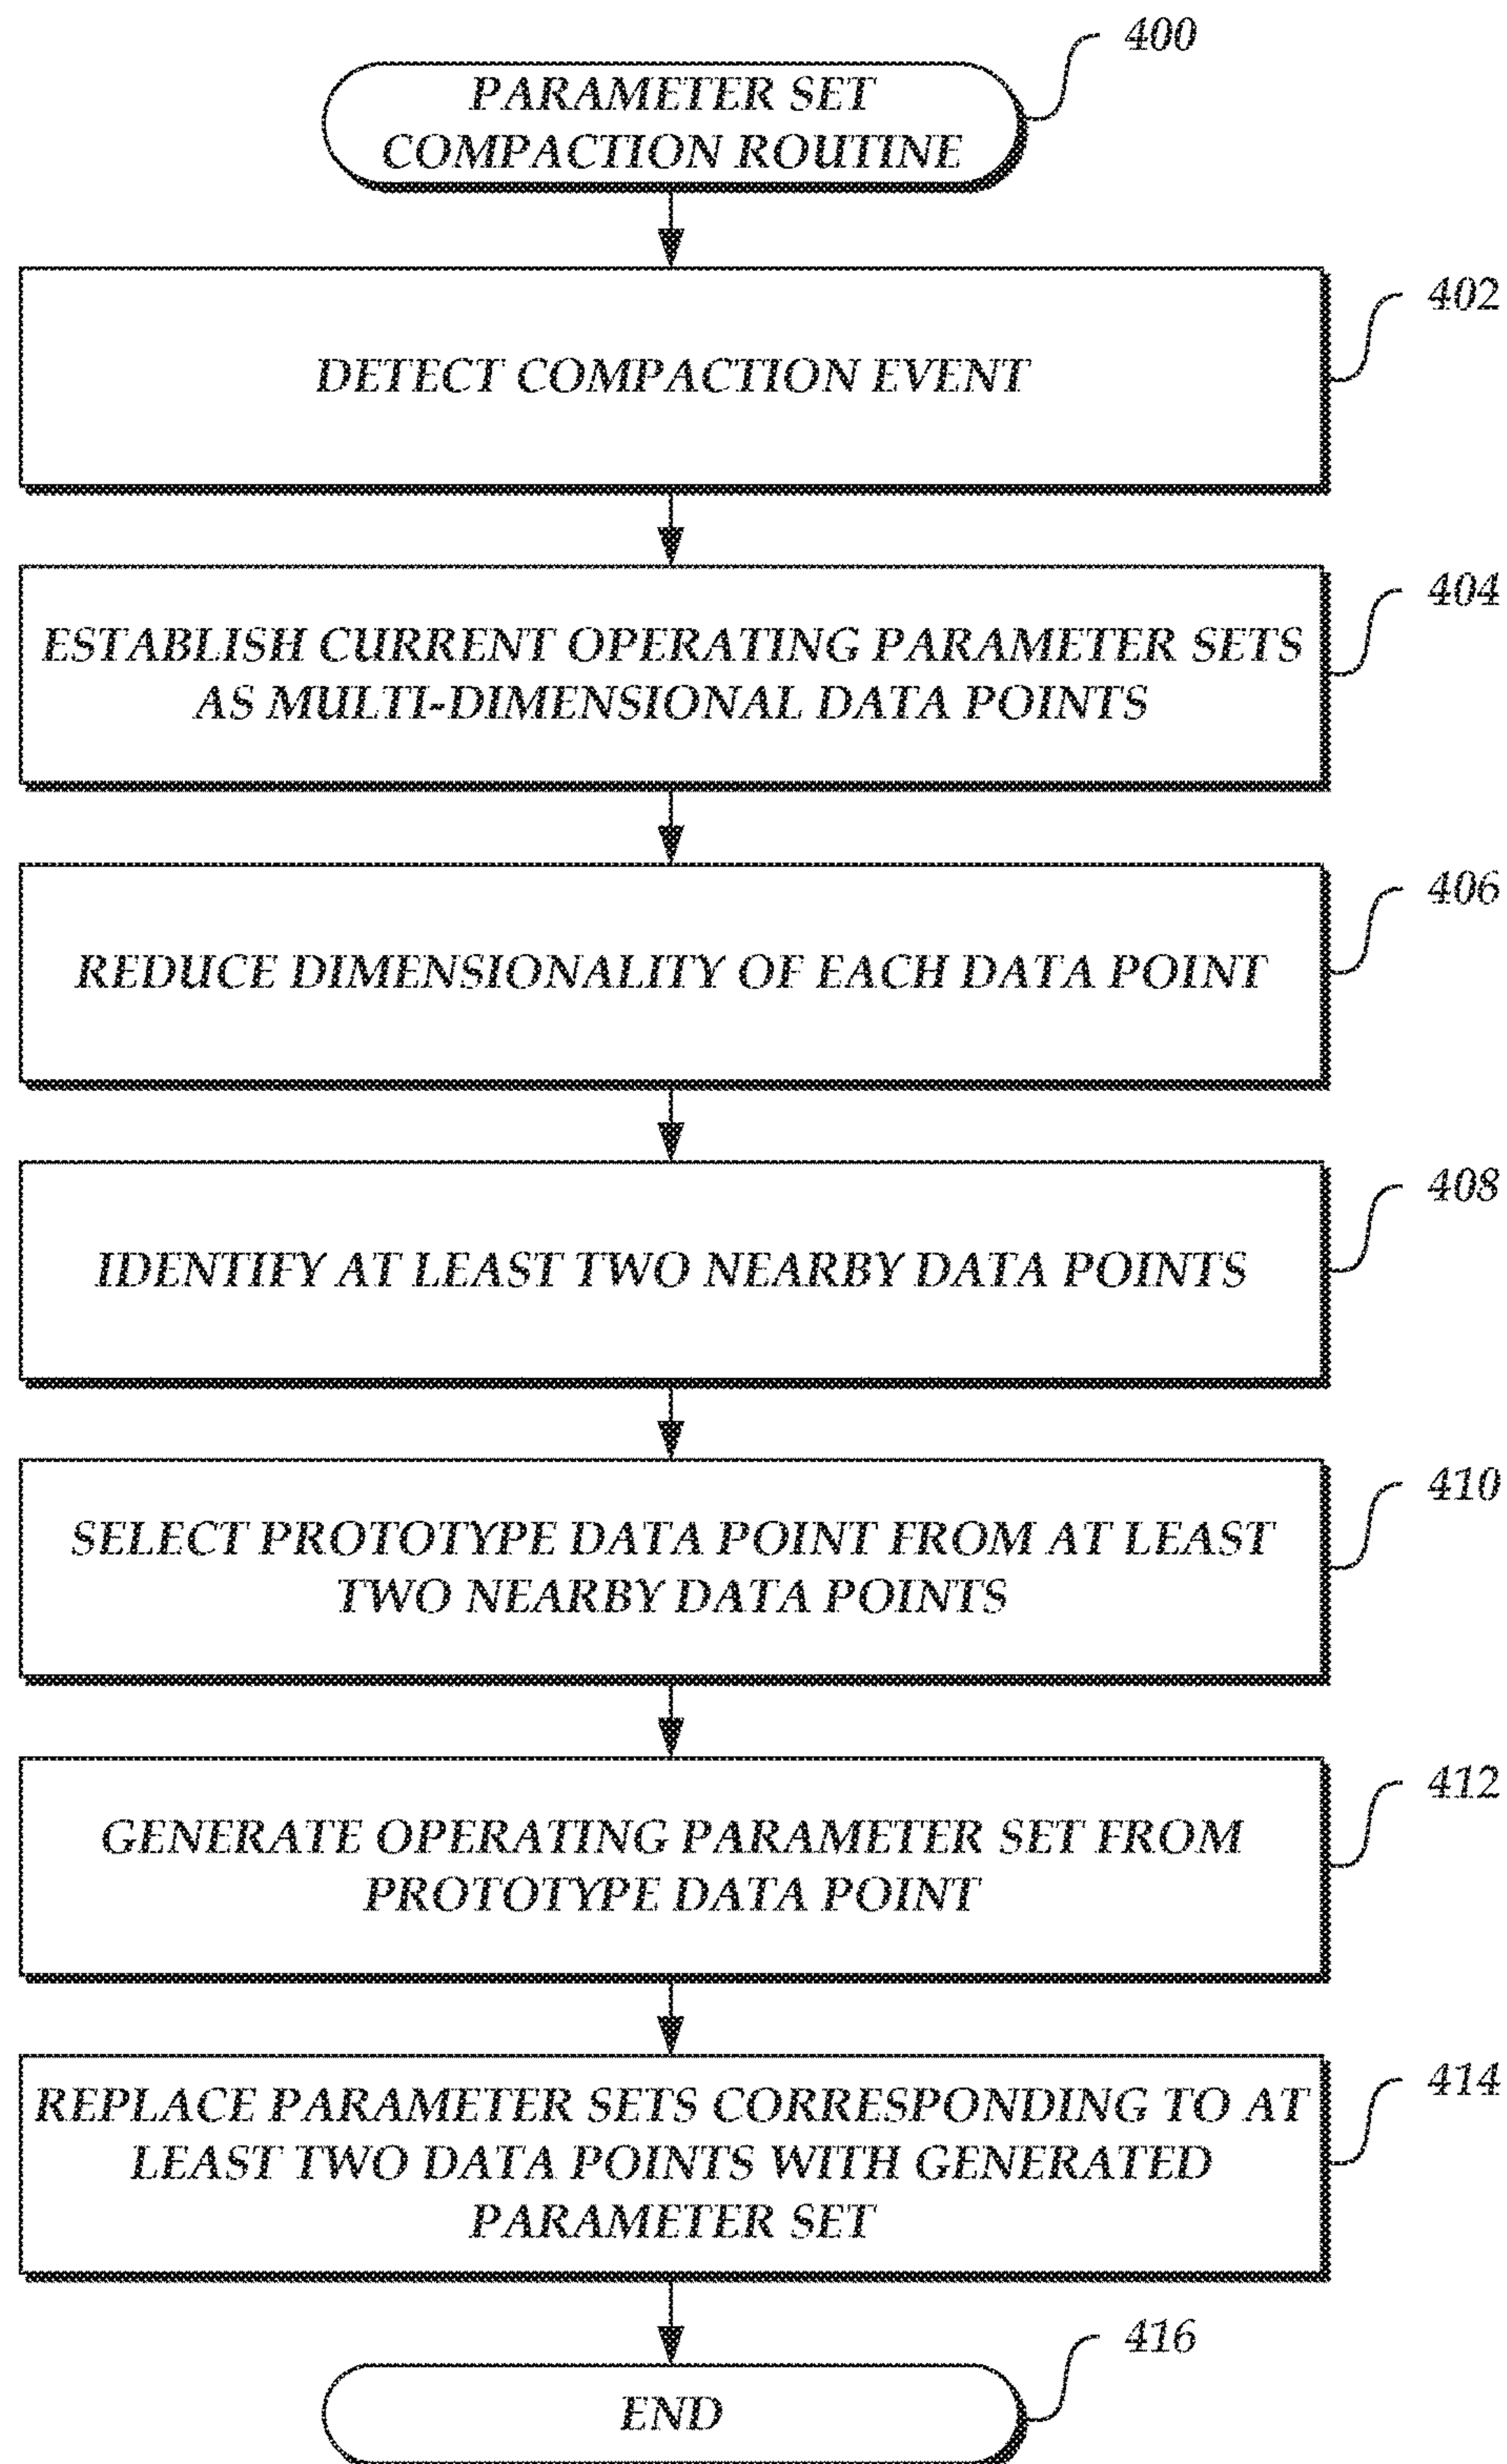 400
PARAMETER SET
COMPACTION ROUTINE
402
DETECT COMPACTION EVENT
404
ESTABLISH CURRENT OPERATING PARAMETER SETS
AS MULTI-DIMENSIONAL DATA POINTS
406
REDUCE DIMENSIONALITY OF EACH DATA POINT
408
IDENTIFY AT LEAST TWO NEARBY DATA POINTS
410
SELECT PROTOTYPE DATA POINT FROM AT LEAST
TWO NEARBY DATA POINTS
412
GENERATE OPERATING PARAMETER SET FROM
PROTOTYPE DATA POINT
414
REPLACE PARAMETER SETS CORRESPONDING TO AT
LEAST TWO DATA POINTS WITH GENERATED
PARAMETER SET
416
END